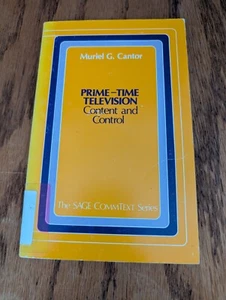 Muriel G. Cantor
PRIME-TIME
TELEVISION
Content and
Control
The SAGE COMMTEXT Series